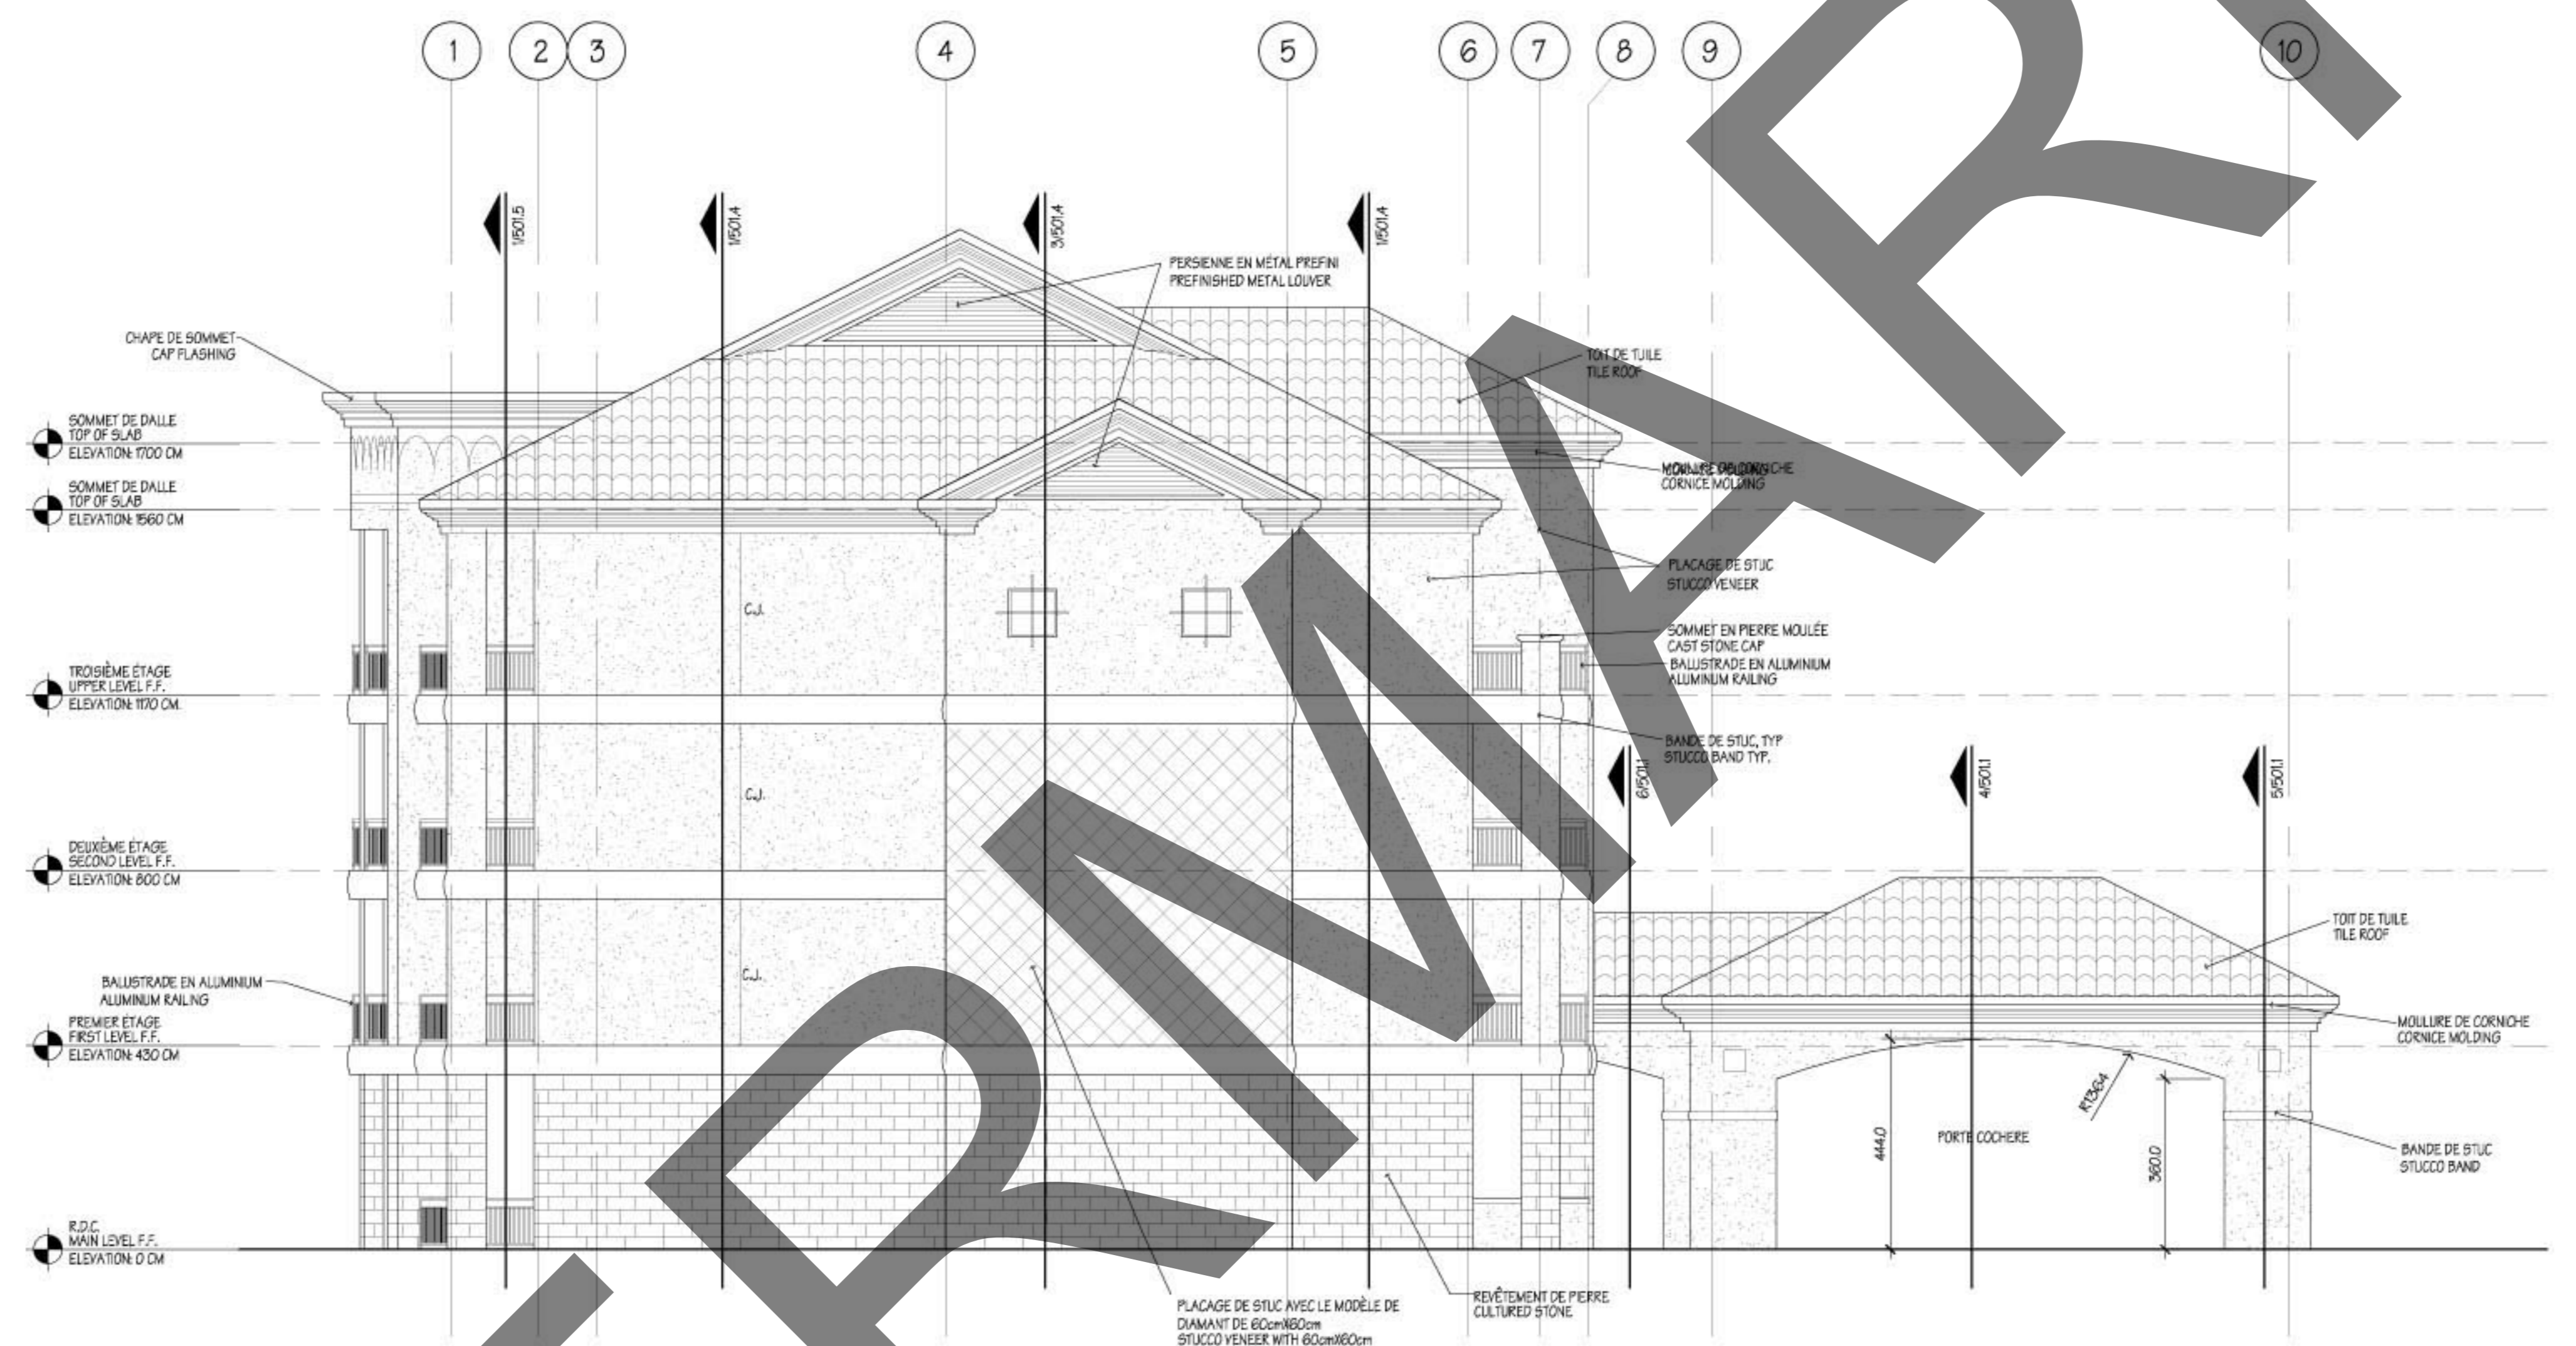 1
2
3
4
5
6
7
8
9
10
1/501.5
1/501.4
3/501.4
1/501.4
PERSIENNE EN MÉTAL PREFINI
PREFINISHED METAL LOUVER
CHAPE DE SOMMET
CAP FLASHING
TOIT DE TUILE
TILE ROOF
SOMMET DE DALLE
TOP OF SLAB
ELEVATION: 1700 CM
MOULURE DE CORNICHE
CORNICE MOLDING
SOMMET DE DALLE
TOP OF SLAB
ELEVATION: 1560 CM
PLACAGE DE STUC
STUCCO VENEER
C.J.
SOMMET EN PIERRE MOULÉE
CAST STONE CAP
BALUSTRADE EN ALUMINIUM
ALUMINUM RAILING
TROISIÈME ÉTAGE
UPPER LEVEL F.F.
ELEVATION: 1170 CM
BANDE DE STUC, TYP
STUCCO BAND TYP.
6/501.1
4/501.1
5/501.1
C.J.
DEUXIÈME ÉTAGE
SECOND LEVEL F.F.
ELEVATION: 800 CM
TOIT DE TUILE
TILE ROOF
C.J.
BALUSTRADE EN ALUMINIUM
ALUMINUM RAILING
PREMIER ÉTAGE
FIRST LEVEL F.F.
ELEVATION: 430 CM
MOULURE DE CORNICHE
CORNICE MOLDING
R1364
444.0
PORTE COCHERE
360.0
BANDE DE STUC
STUCCO BAND
R.D.C.
MAIN LEVEL F.F.
ELEVATION: 0 CM
PLACAGE DE STUC AVEC LE MODÈLE DE
DIAMANT DE 60cmX60cm
STUCCO VENEER WITH 60cmX60cm
REVÊTEMENT DE PIERRE
CULTURED STONE